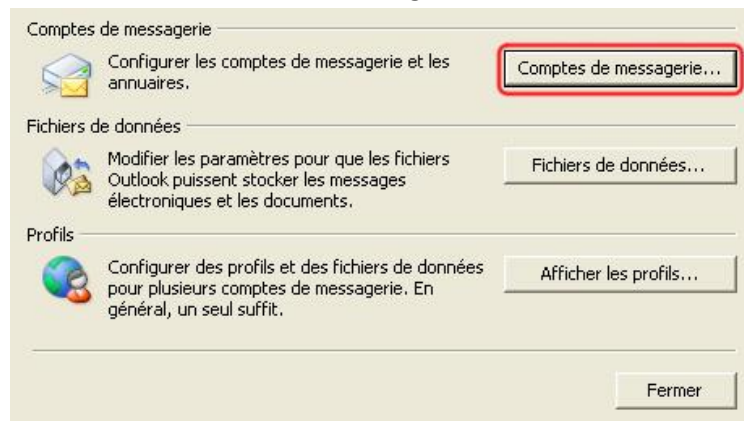 Comptes de messagerie
Configurer les comptes de messagerie et les
annuaires.
Comptes de messagerie...
Fichiers de données
Modifier les paramètres pour que les fichiers
Outlook puissent stocker les messages
électroniques et les documents.
Fichiers de données...
Profils
Configurer des profils et des fichiers de données
pour plusieurs comptes de messagerie. En
général, un seul suffit.
Afficher les profils...
Fermer